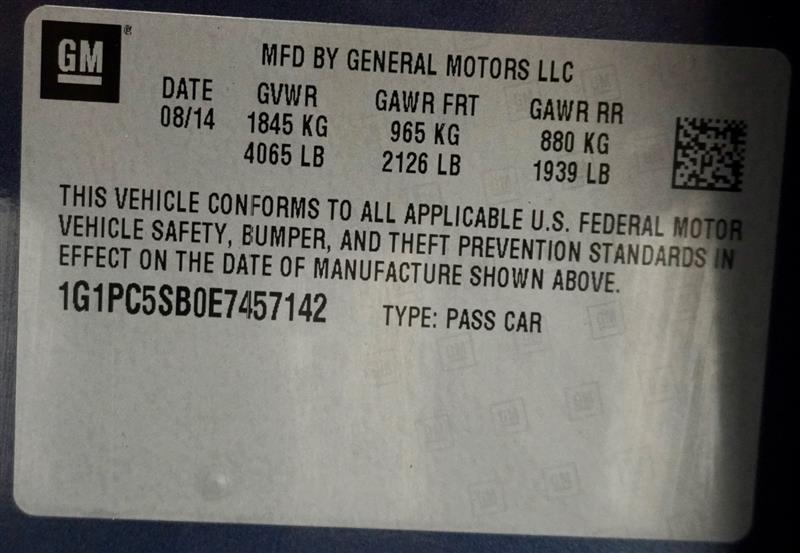 GM
MFD BY GENERAL MOTORS LLC
DATE GVWR GAWR FRT GAWR RR
08/14 1845 KG 965 KG 880 KG
4065 LB 2126 LB 1939 LB
THIS VEHICLE CONFORMS TO ALL APPLICABLE U.S. FEDERAL MOTOR
VEHICLE SAFETY, BUMPER, AND THEFT PREVENTION STANDARDS IN
EFFECT ON THE DATE OF MANUFACTURE SHOWN ABOVE.
1G1PC5SB0E7457142 TYPE: PASS CAR